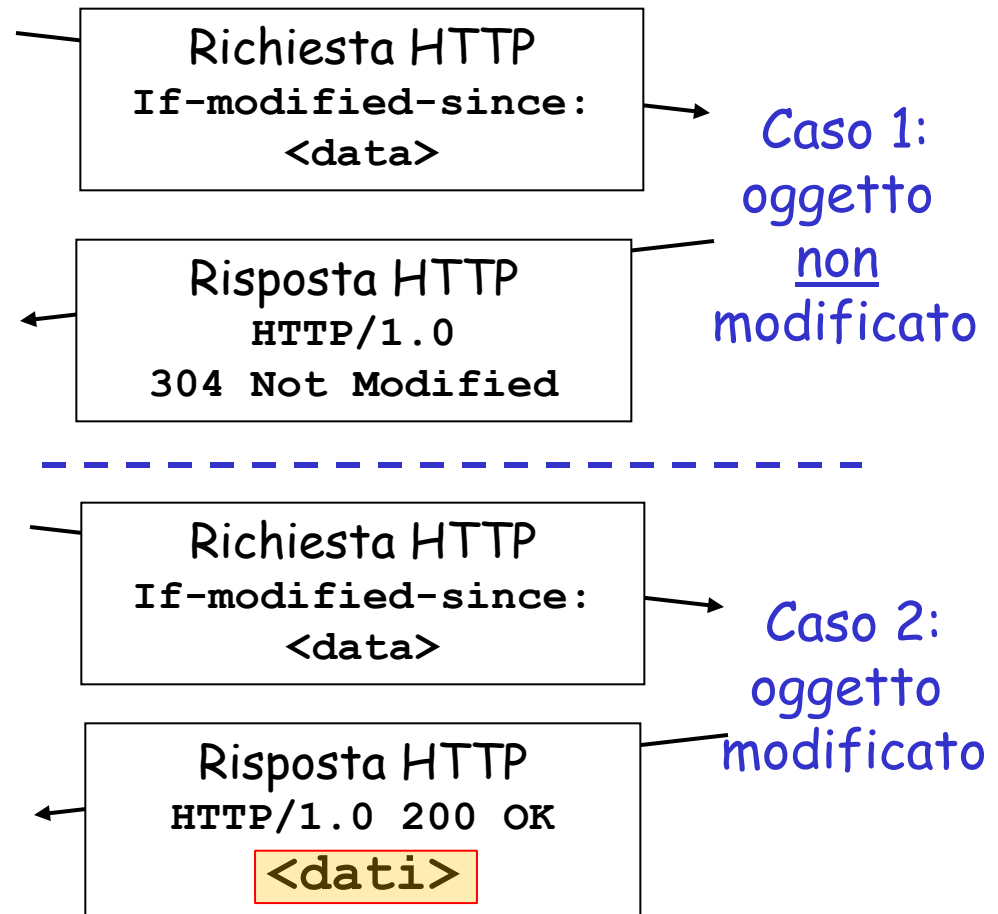 Richiesta HTTP
If-modified-since:
<data>
Caso 1:
oggetto
non
modificato
Risposta HTTP
HTTP/1.0
304 Not Modified
Richiesta HTTP
If-modified-since:
<data>
Caso 2:
oggetto
modificato
Risposta HTTP
HTTP/1.0 200 OK
<dati>